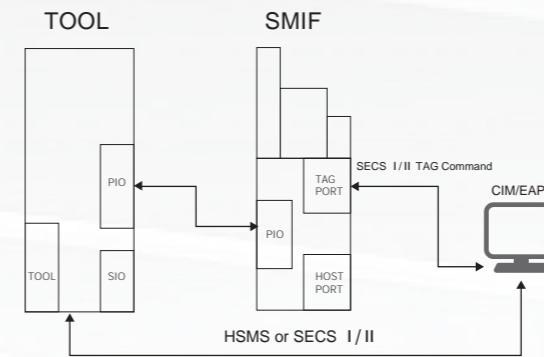 TOOL
SMIF
PIO
TOOL
SIO
TAG
PORT
SECS I/II TAG Command
PIO
HOST
PORT
CIM/EAP
HSMS or SECS I/II